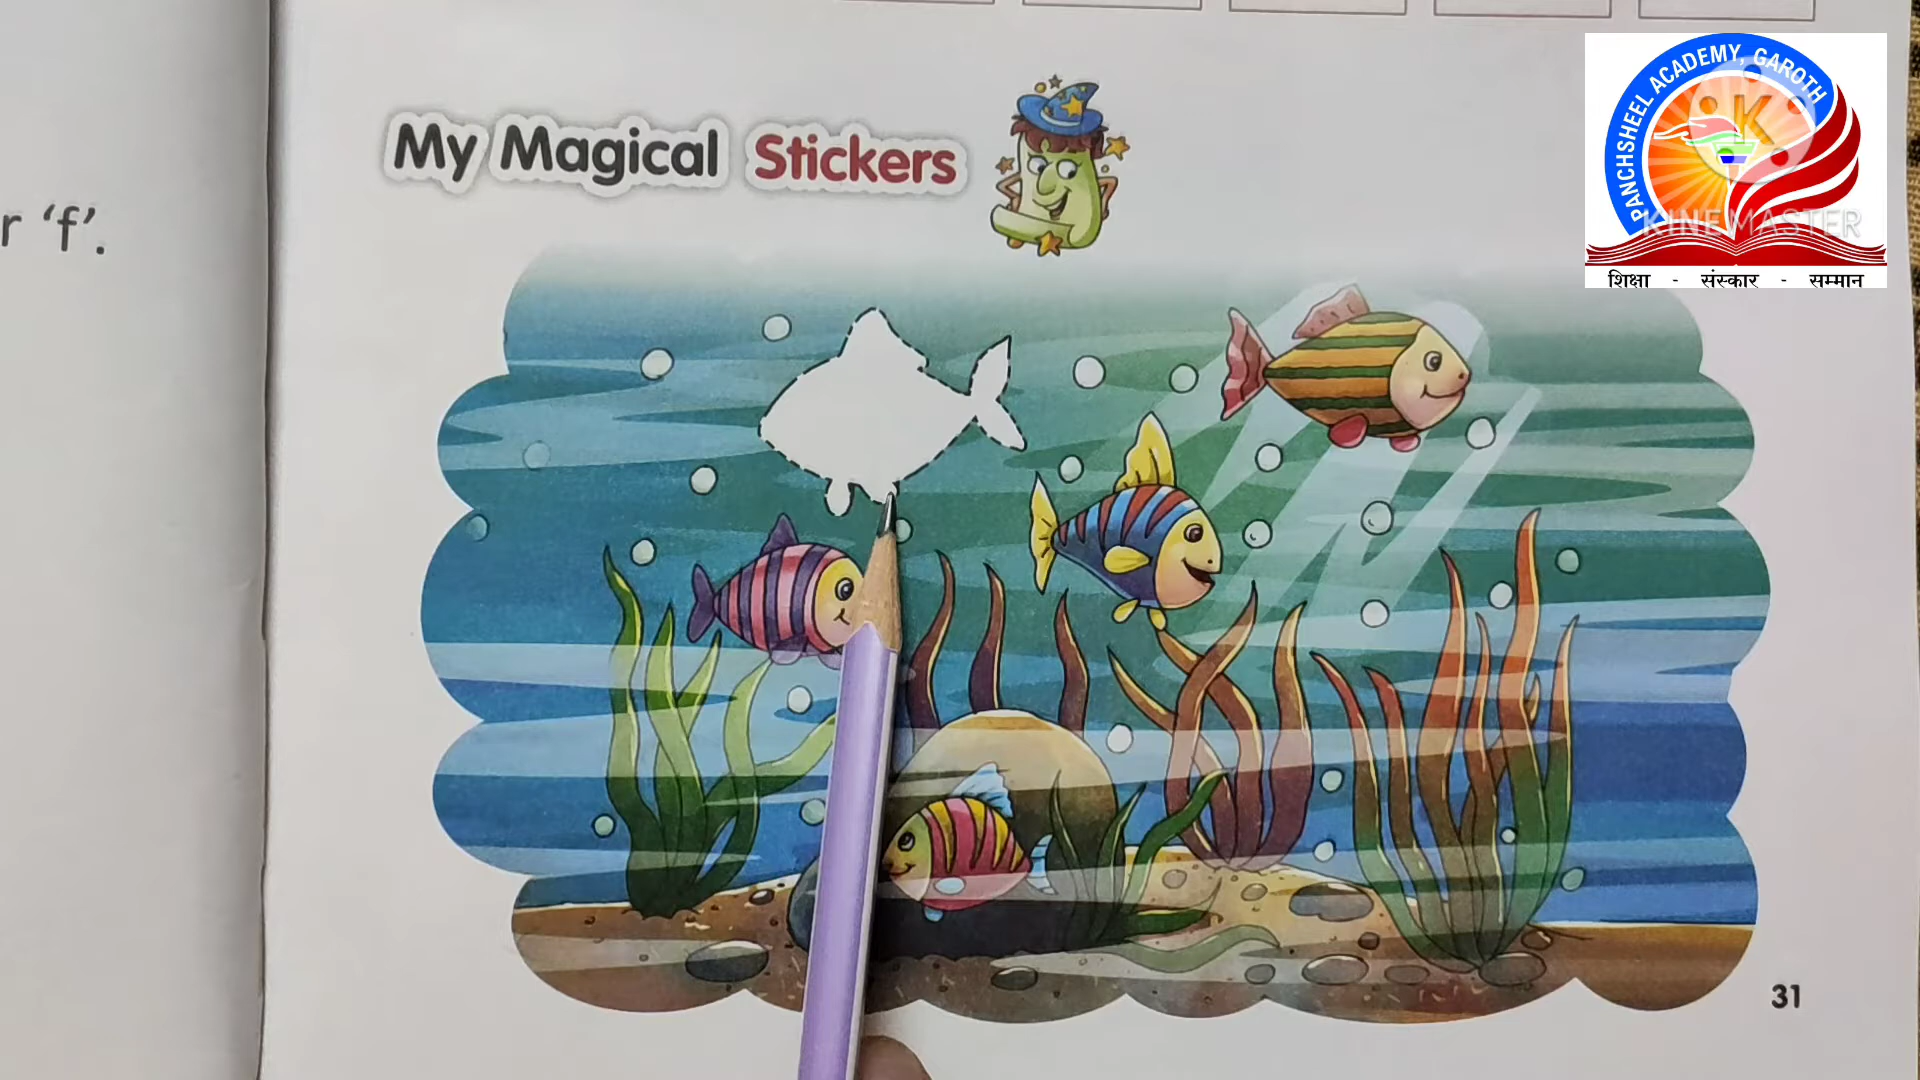 My Magical Stickers
PANCHSHEEL ACADEMY, GAROTH
K
KINEMASTER
शिक्षा - संस्कार - सम्मान
r ‘f’.
31